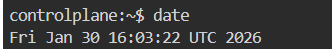 controlplane:~$ date
Fri Jan 30 16:03:22 UTC 2026